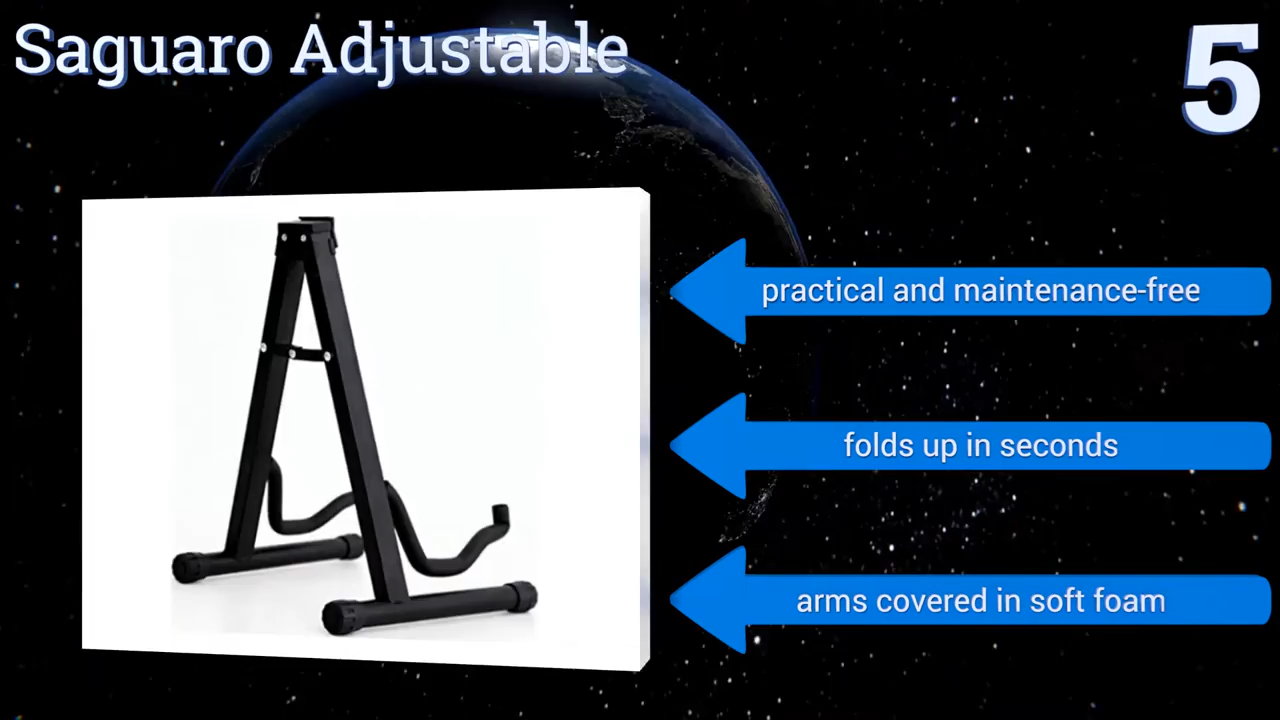 Saguaro Adjustable
5
practical and maintenance-free
folds up in seconds
arms covered in soft foam